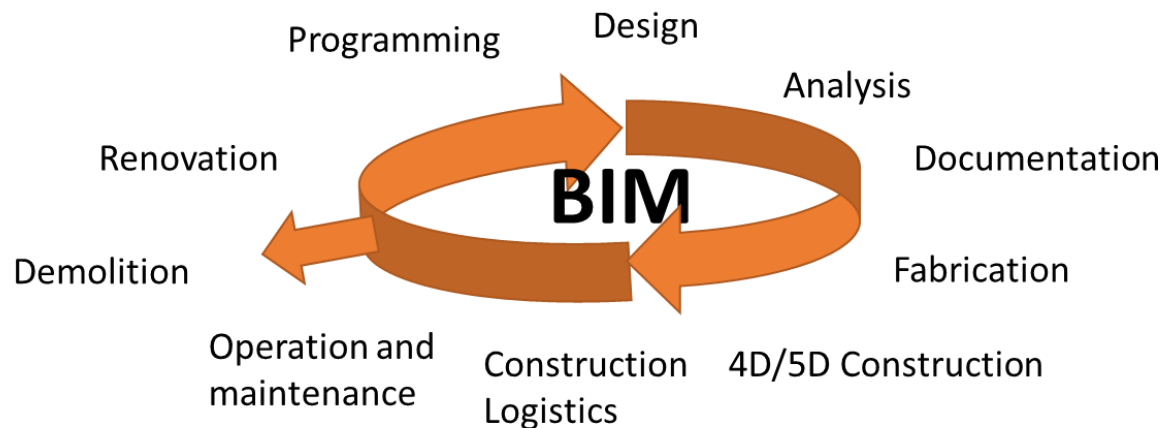 Programming
Design
Analysis
Renovation
Documentation
BIM
Demolition
Fabrication
Operation and
maintenance
Construction
Logistics
4D/5D Construction